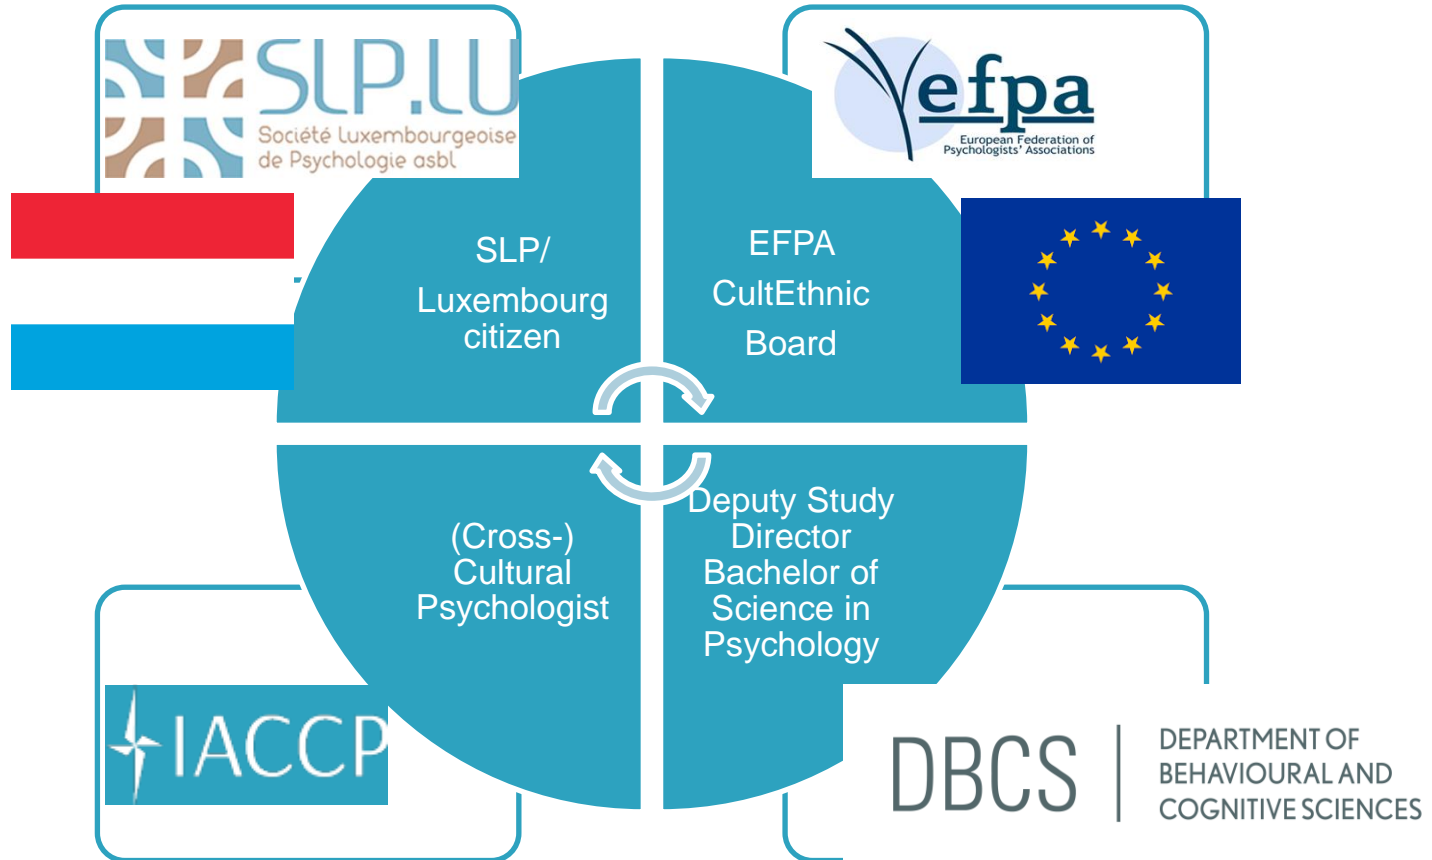 SLP.LU
Société Luxembourgeoise
de Psychologie asbl
efpa
European Federation of
Psychologists' Associations
SLP/
Luxembourg
citizen
EFPA
CultEthnic
Board
(Cross-)
Cultural
Psychologist
Deputy Study
Director
Bachelor of
Science in
Psychology
IACCP
DBCS
DEPARTMENT OF
BEHAVIOURAL AND
COGNITIVE SCIENCES